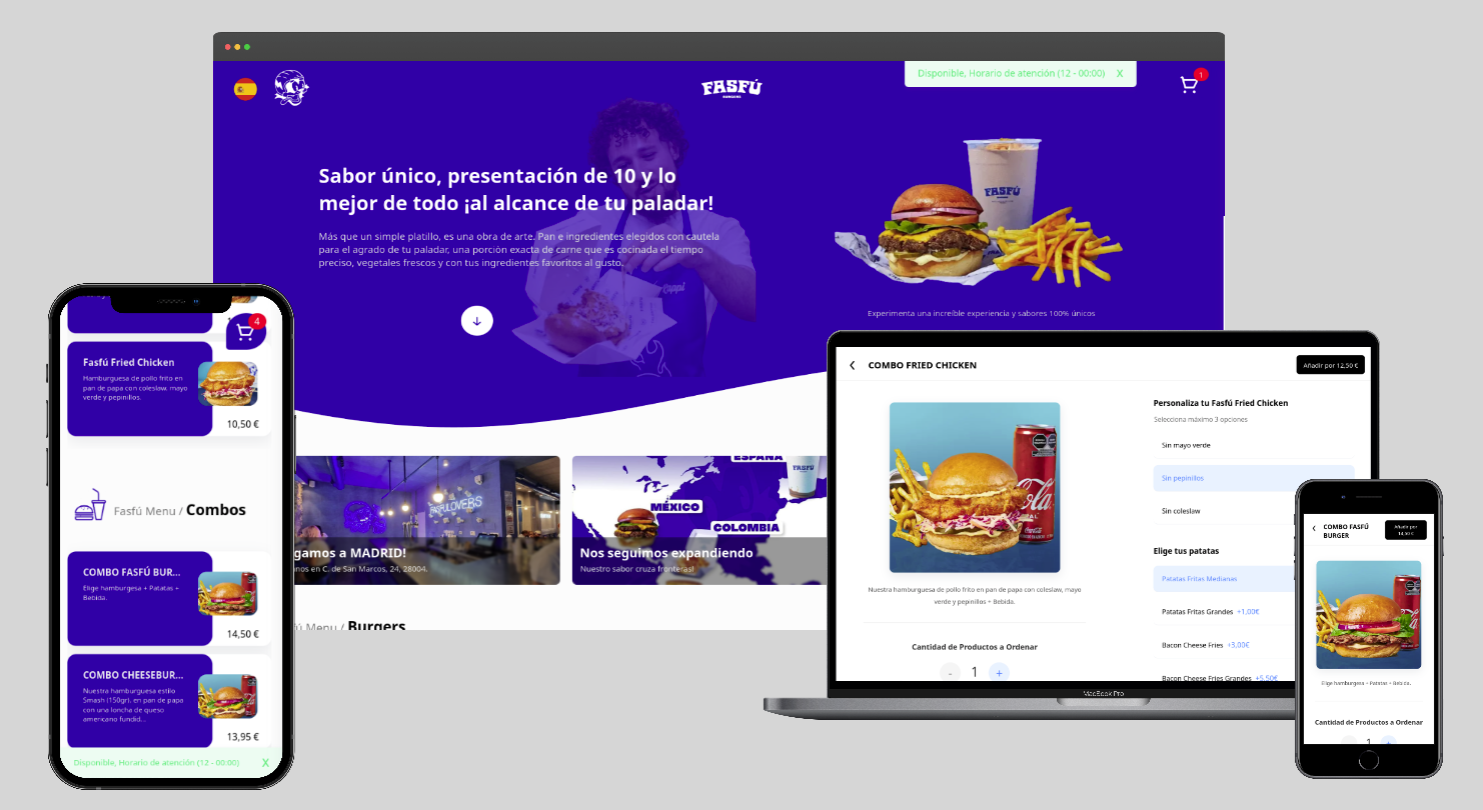 FASFÚ
Disponible, Horario de atención (12 - 00:00) X
1
Sabor único, presentación de 10 y lo
mejor de todo ¡al alcance de tu paladar!
Más que un simple platillo, es una obra de arte. Pan e ingredientes elegidos con cautela
para el agrado de tu paladar, una porción exacta de carne que es cocinada el tiempo
preciso, vegetales frescos y con tus ingredientes favoritos al gusto.
FASFÚ
Experimenta una increíble experiencia y sabores 100% únicos
gamos a MADRID!
nos en C. de San Marcos, 24, 28004.
ESPAÑA
FASFÚ
MÉXICO
COLOMBIA
Nos seguimos expandiendo
Nuestro sabor cruza fronteras!
ú Menu / Burgers
4
Fasfú Fried Chicken
Hamburguesa de pollo frito en
pan de papa con coleslaw, mayo
verde y pepinillos.
10,50 €
Fasfú Menu / Combos
COMBO FASFÚ BUR...
Elige hamburgesa + Patatas +
Bebida.
14,50 €
COMBO CHEESEBUR...
Nuestra hamburguesa estilo
Smash (150gr), en pan de papa
con una loncha de queso
americano fundid...
13,95 €
Disponible, Horario de atención (12 - 00:00) X
COMBO FRIED CHICKEN
Añadir por 12,50 €
Nuestra hamburguesa de pollo frito en pan de papa con coleslaw, mayo
verde y pepinillos + Bebida.
Cantidad de Productos a Ordenar
- 1 +
Personaliza tu Fasfú Fried Chicken
Selecciona máximo 3 opciones
Sin mayo verde
Sin pepinillos
Sin coleslaw
Elige tus patatas
Patatas Fritas Medianas
Patatas Fritas Grandes +1,00€
Bacon Cheese Fries +3,00€
Bacon Cheese Fries Grandes +5,50€
MacBook Pro
COMBO FASFÚ
BURGER
Añadir por
14,50 €
Elige hamburgesa + Patatas + Bebida.
Cantidad de Productos a Ordenar
- 1 +